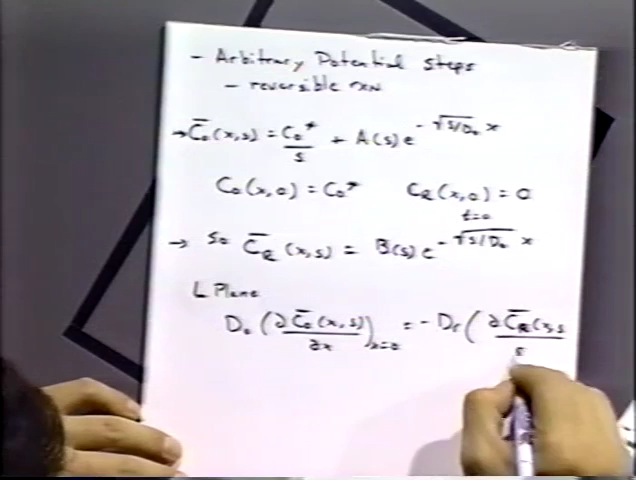 - Arbitrary Potential Steps
- reversible rxn
→ C̄o(x,s) = Co*/s + A(s)e^-√s/Do x
Co(x,0) = Co* CR(x,0) = 0
t=0
→ so C̄R(x,s) = B(s)e^-√s/Dr x
L Plane
Do (∂C̄o(x,s)/∂x)x=0 = - Dr (∂C̄R(x,s